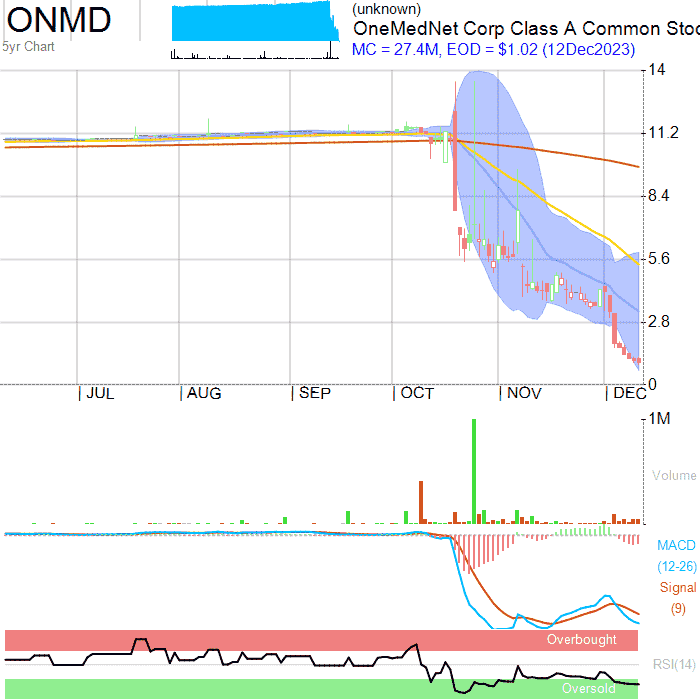 ONMD
5yr Chart
(unknown)
OneMedNet Corp Class A Common Stoc
MC = 27.4M, EOD = $1.02 (12Dec2023)
14
11.2
8.4
5.6
2.8
0
JUL
AUG
SEP
OCT
NOV
DEC
1M
Volume
MACD
(12-26)
Signal
(9)
Overbought
RSI(14)
Oversold